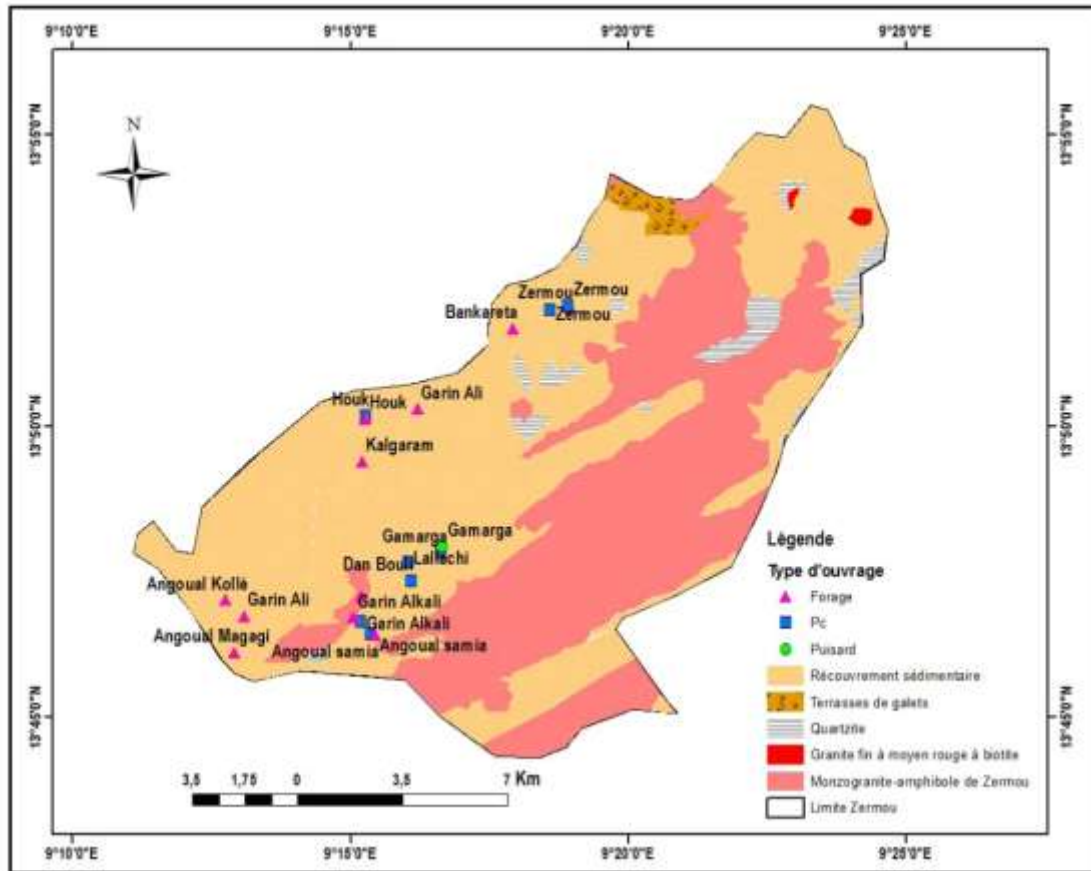 9°10'0"E 9°15'0"E 9°20'0"E 9°25'0"E
N
13°55'0"N 13°55'0"N
Zermou Zermou
Bankareta Zermou
Houk Houk Garin Ali
13°50'0"N 13°50'0"N
Kalgaram
Gamarga Gamarga
Dan Bouli Lallechi
Angoual Kollé Garin Ali Garin Alkali
Angoual Magagi Garin Alkali
Angoual samia Angoual samia
13°45'0"N 13°45'0"N
Lègende
Type d'ouvrage
Forage
Pc
Puisard
Récouvrement sédimentaire
Terrasses de galets
Quartzite
Granite fin à moyen rouge à biotite
Monzogranite-amphibole de Zermou
Limite Zermou
3,5 1,75 0 3,5 7 Km
9°10'0"E 9°15'0"E 9°20'0"E 9°25'0"E